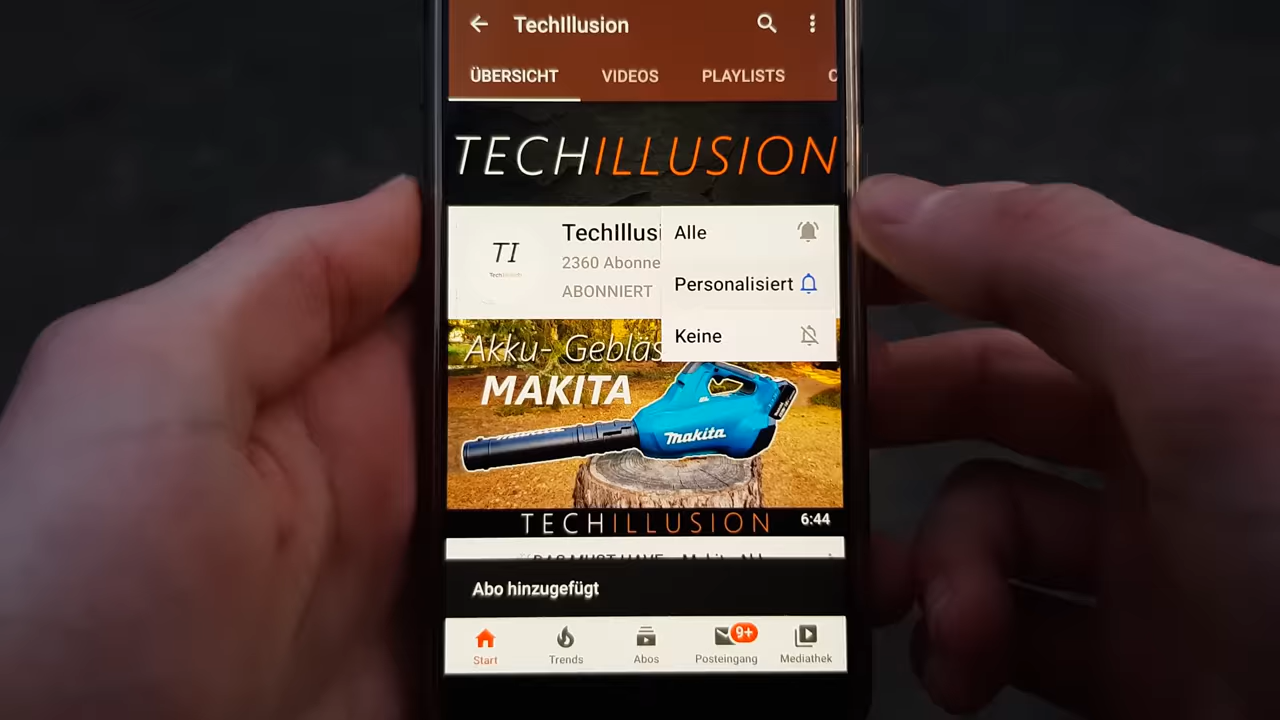 TechIllusion
ÜBERSICHT VIDEOS PLAYLISTS
TECHILLUSION
TI
TechIllusi
2360 Abonne
ABONNIERT
Alle
Personalisiert
Keine
Akku- Gebläs
MAKITA
makita
TECHILLUSION
6:44
Abo hinzugefügt
9+
Start Trends Abos Posteingang Mediathek